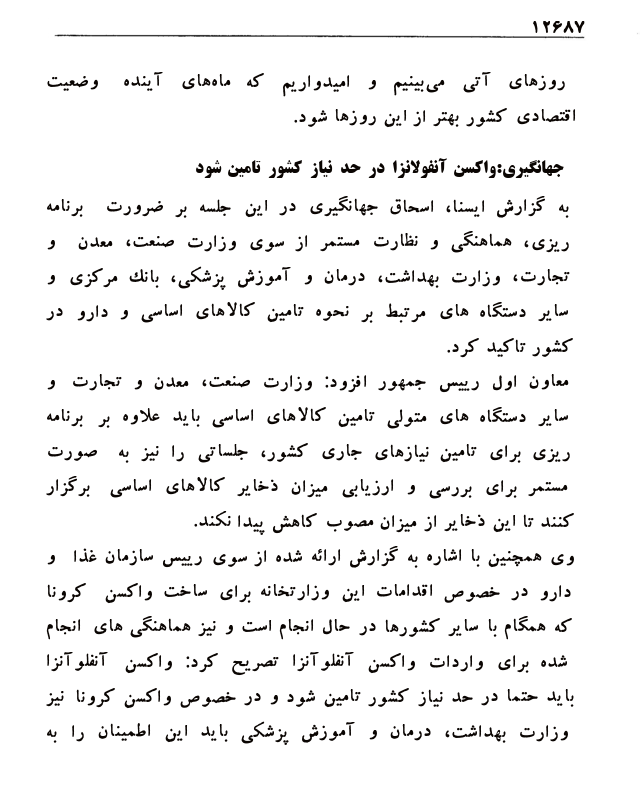 ۱۲۶۸۷
روزهای آتی می‌بینیم و امیدواریم که ماه‌های آینده وضعیت
اقتصادی کشور بهتر از این روزها شود.
جهانگیری:واکسن آنفولانزا در حد نیاز کشور تامین شود
به گزارش ایسنا، اسحاق جهانگیری در این جلسه بر ضرورت برنامه
ریزی، هماهنگی و نظارت مستمر از سوی وزارت صنعت، معدن و
تجارت، وزارت بهداشت، درمان و آموزش پزشکی، بانك مرکزی و
سایر دستگاه های مرتبط بر نحوه تامین کالاهای اساسی و دارو در
کشور تاکید کرد.
معاون اول رییس جمهور افزود: وزارت صنعت، معدن و تجارت و
سایر دستگاه های متولی تامین کالاهای اساسی باید علاوه بر برنامه
ریزی برای تامین نیازهای جاری کشور، جلساتی را نیز به صورت
مستمر برای بررسی و ارزیابی میزان ذخایر کالاهای اساسی برگزار
کنند تا این ذخایر از میزان مصوب کاهش پیدا نکند.
وی همچنین با اشاره به گزارش ارائه شده از سوی رییس سازمان غذا و
دارو در خصوص اقدامات این وزارتخانه برای ساخت واکسن کرونا
که همگام با سایر کشورها در حال انجام است و نیز هماهنگی های انجام
شده برای واردات واکسن آنفلوآنزا تصریح کرد: واکسن آنفلوآنزا
باید حتما در حد نیاز کشور تامین شود و در خصوص واکسن کرونا نیز
وزارت بهداشت، درمان و آموزش پزشکی باید این اطمینان را به